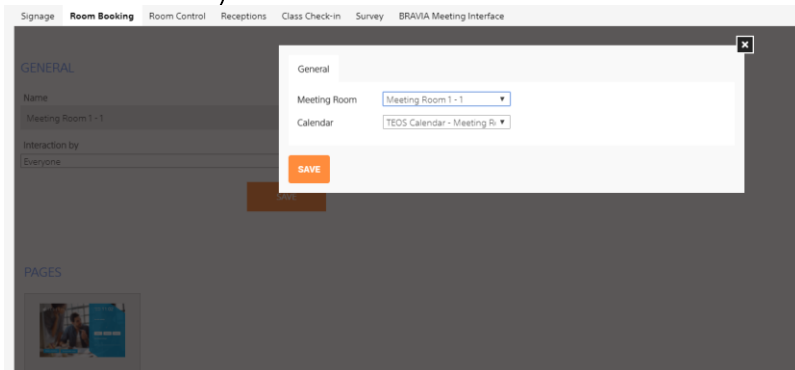 Signage Room Booking Room Control Receptions Class Check-in Survey BRAVIA Meeting Interface
GENERAL
Name
Meeting Room 1 -1
Interaction by
Everyone
SAVE
PAGES
General
Meeting Room Meeting Room 1 - 1
Calendar TEOS Calendar - Meeting R
SAVE